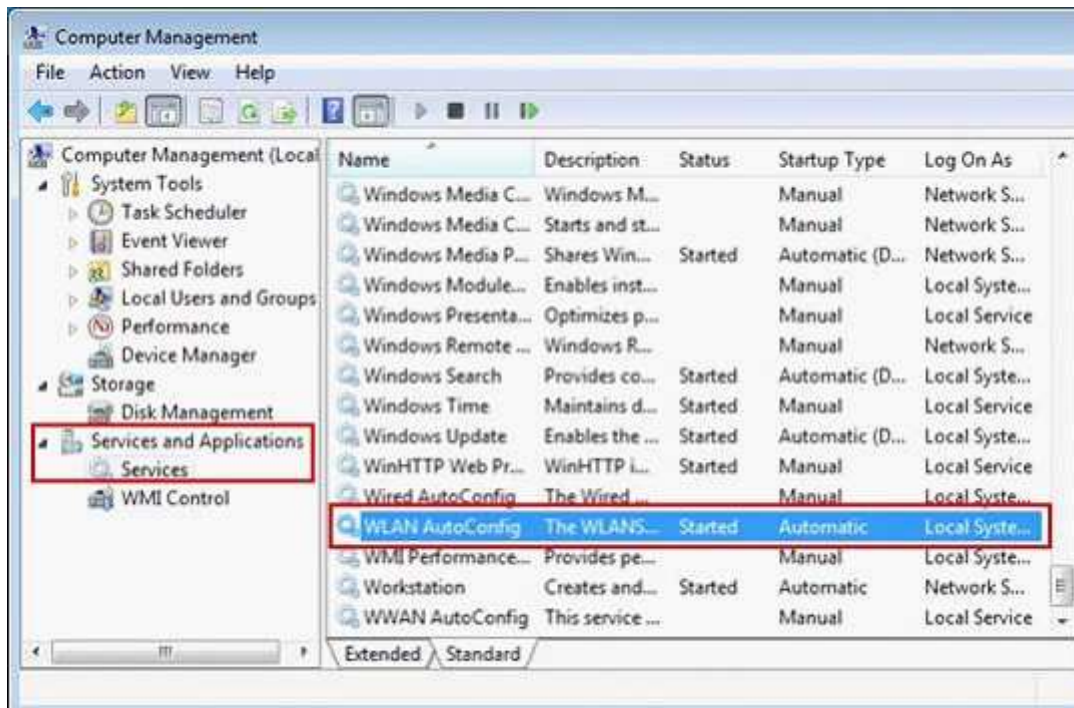 Computer Management
File Action View Help
Computer Management (Local
System Tools
Task Scheduler
Event Viewer
Shared Folders
Local Users and Groups
Performance
Device Manager
Storage
Disk Management
Services and Applications
Services
WMI Control
Name Description Status Startup Type Log On As
Windows Media C... Windows M... Manual Network S...
Windows Media C... Starts and st... Manual Network S...
Windows Media P... Shares Win... Started Automatic (D... Network S...
Windows Module... Enables inst... Manual Local Syste...
Windows Presenta... Optimizes p... Manual Local Service
Windows Remote ... Windows R... Manual Network S...
Windows Search Provides co... Started Automatic (D... Local Syste...
Windows Time Maintains d... Started Manual Local Service
Windows Update Enables the ... Started Automatic (D... Local Syste...
WinHTTP Web Pr... WinHTTP i... Started Manual Local Service
Wired AutoConfig The Wired ... Manual Local Syste...
WLAN AutoConfig The WLANS... Started Automatic Local Syste...
WMI Performance... Provides pe... Manual Local Syste...
Workstation Creates and... Started Automatic Network S...
WWAN AutoConfig This service ... Manual Local Service
Extended Standard